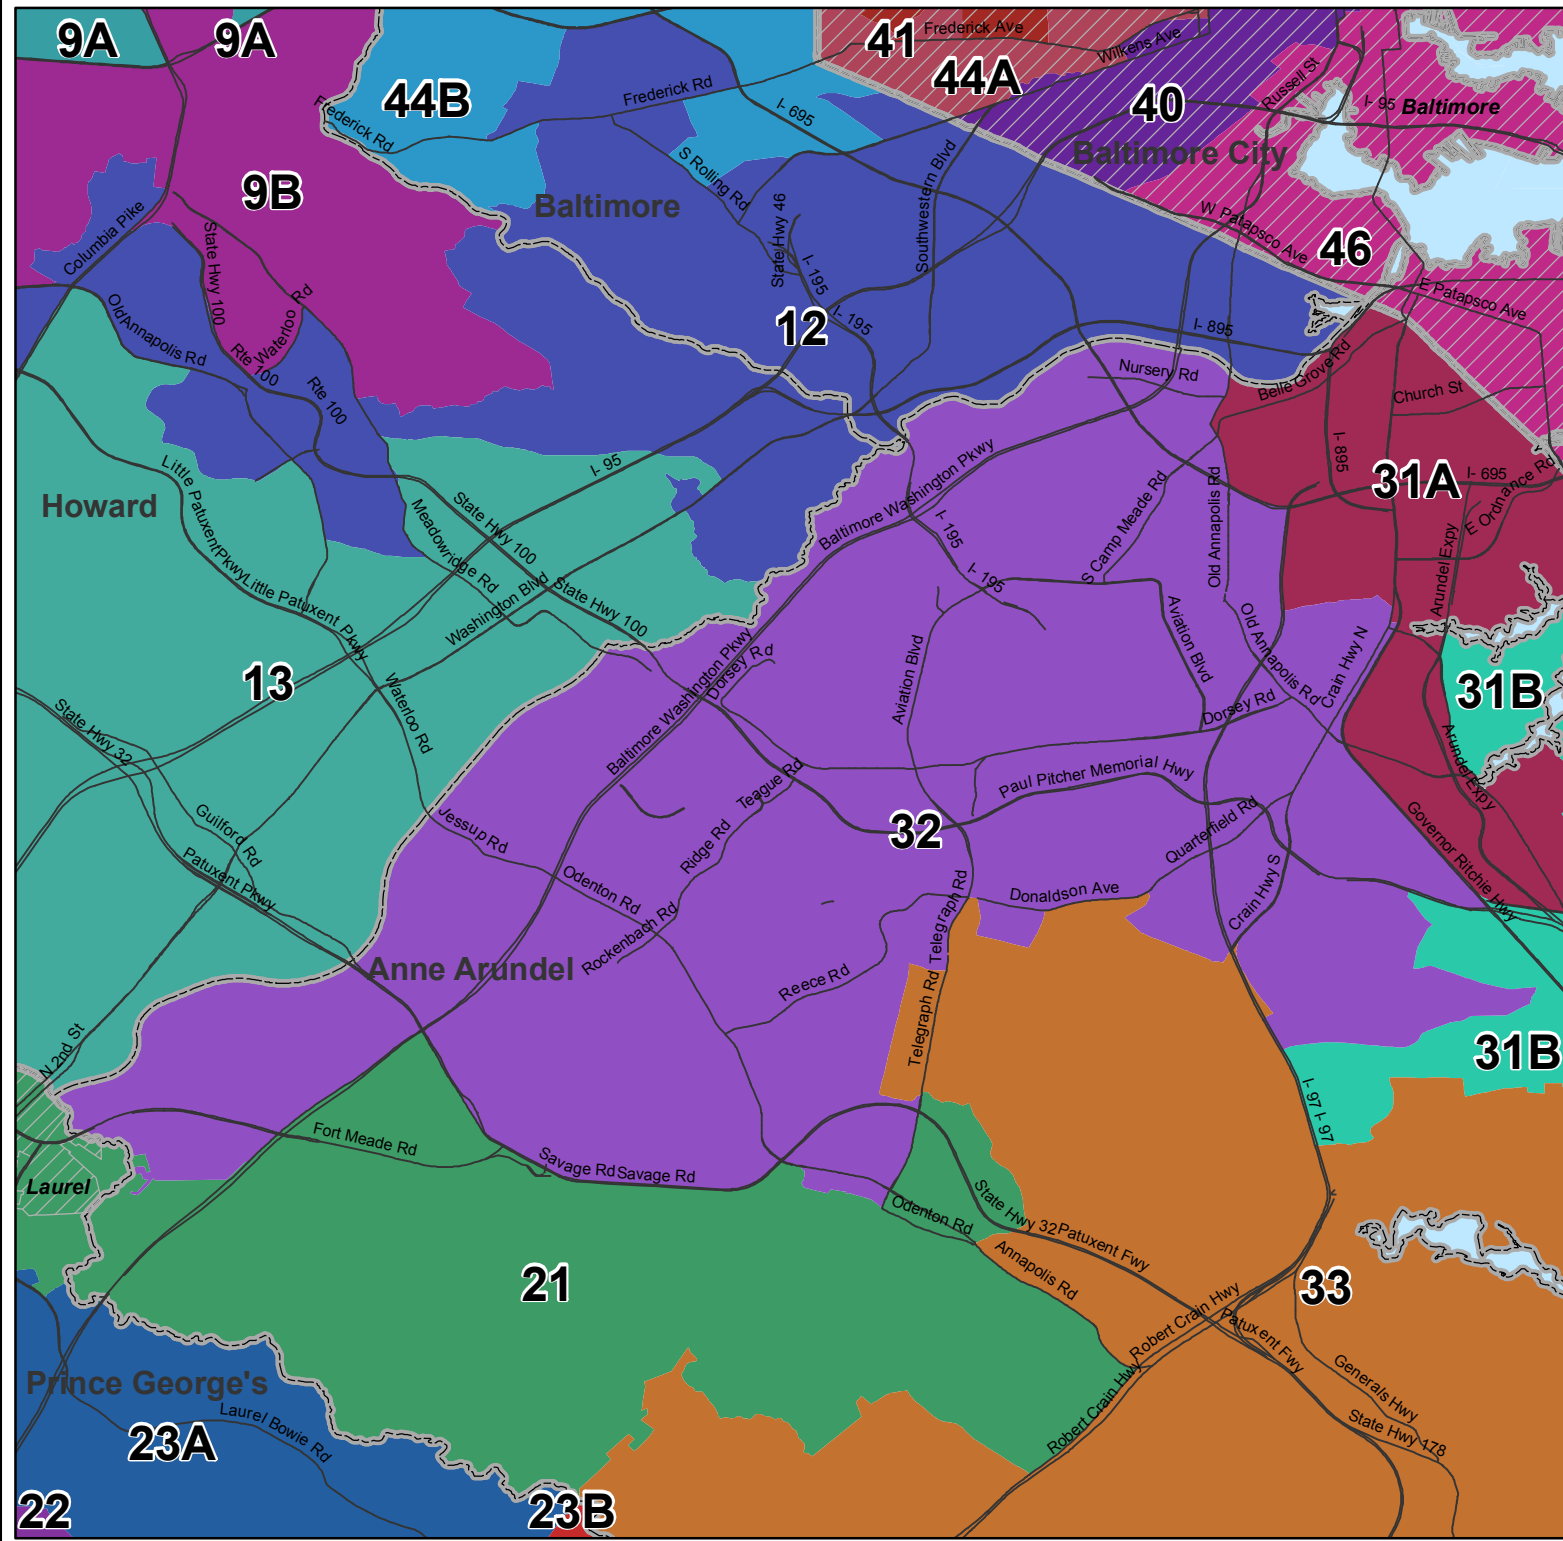 9A
9A
41
Frederick Ave
Wilkens Ave
44A
44B
Frederick Rd
Frederick Rd
I- 695
40
Russell St
I- 95
Baltimore
Baltimore City
9B
S Rolling Rd
Baltimore
State Hwy 46
Southwestern Blvd
W Patapsco Ave
46
Columbia Pike
State Hwy 100
I- 195
E Patapsco Ave
Old Annapolis Rd
Waterloo Rd
12
I- 195
I- 895
Rte 100
Rte 100
Nursery Rd
Belle Grove Rd
Church St
Howard
Little Patuxent Pkwy
I- 95
Baltimore Washington Pkwy
I- 895
31A
I- 695
E Ordnance Rd
State Hwy 100
Meadowridge Rd
I- 195
S Camp Meade Rd
Old Annapolis Rd
Arundel Expy
Little Patuxent Pkwy
Washington Blvd
State Hwy 100
I- 195
Aviation Blvd
Old Annapolis Rd
Crain Hwy N
13
Waterloo Rd
Baltimore Washington Pkwy
Dorsey Rd
Aviation Blvd
Dorsey Rd
31B
State Hwy 32
Arundel Expy
Guilford Rd
Teague Rd
Paul Pitcher Memorial Hwy
Jessup Rd
Ridge Rd
32
Quarterfield Rd
Governor Ritchie Hwy
Patuxent Pkwy
Odenton Rd
Donaldson Ave
Crain Hwy S
Rockenbach Rd
Telegraph Rd
Anne Arundel
Reece Rd
Telegraph Rd
N 2nd St
31B
I- 97
I- 97
Fort Meade Rd
Savage Rd
Savage Rd
Laurel
Odenton Rd
State Hwy 32
Patuxent Fwy
Annapolis Rd
21
33
Robert Crain Hwy
Patuxent Fwy
Prince George's
Generals Hwy
Laurel Bowie Rd
Robert Crain Hwy
State Hwy 178
23A
22
23B